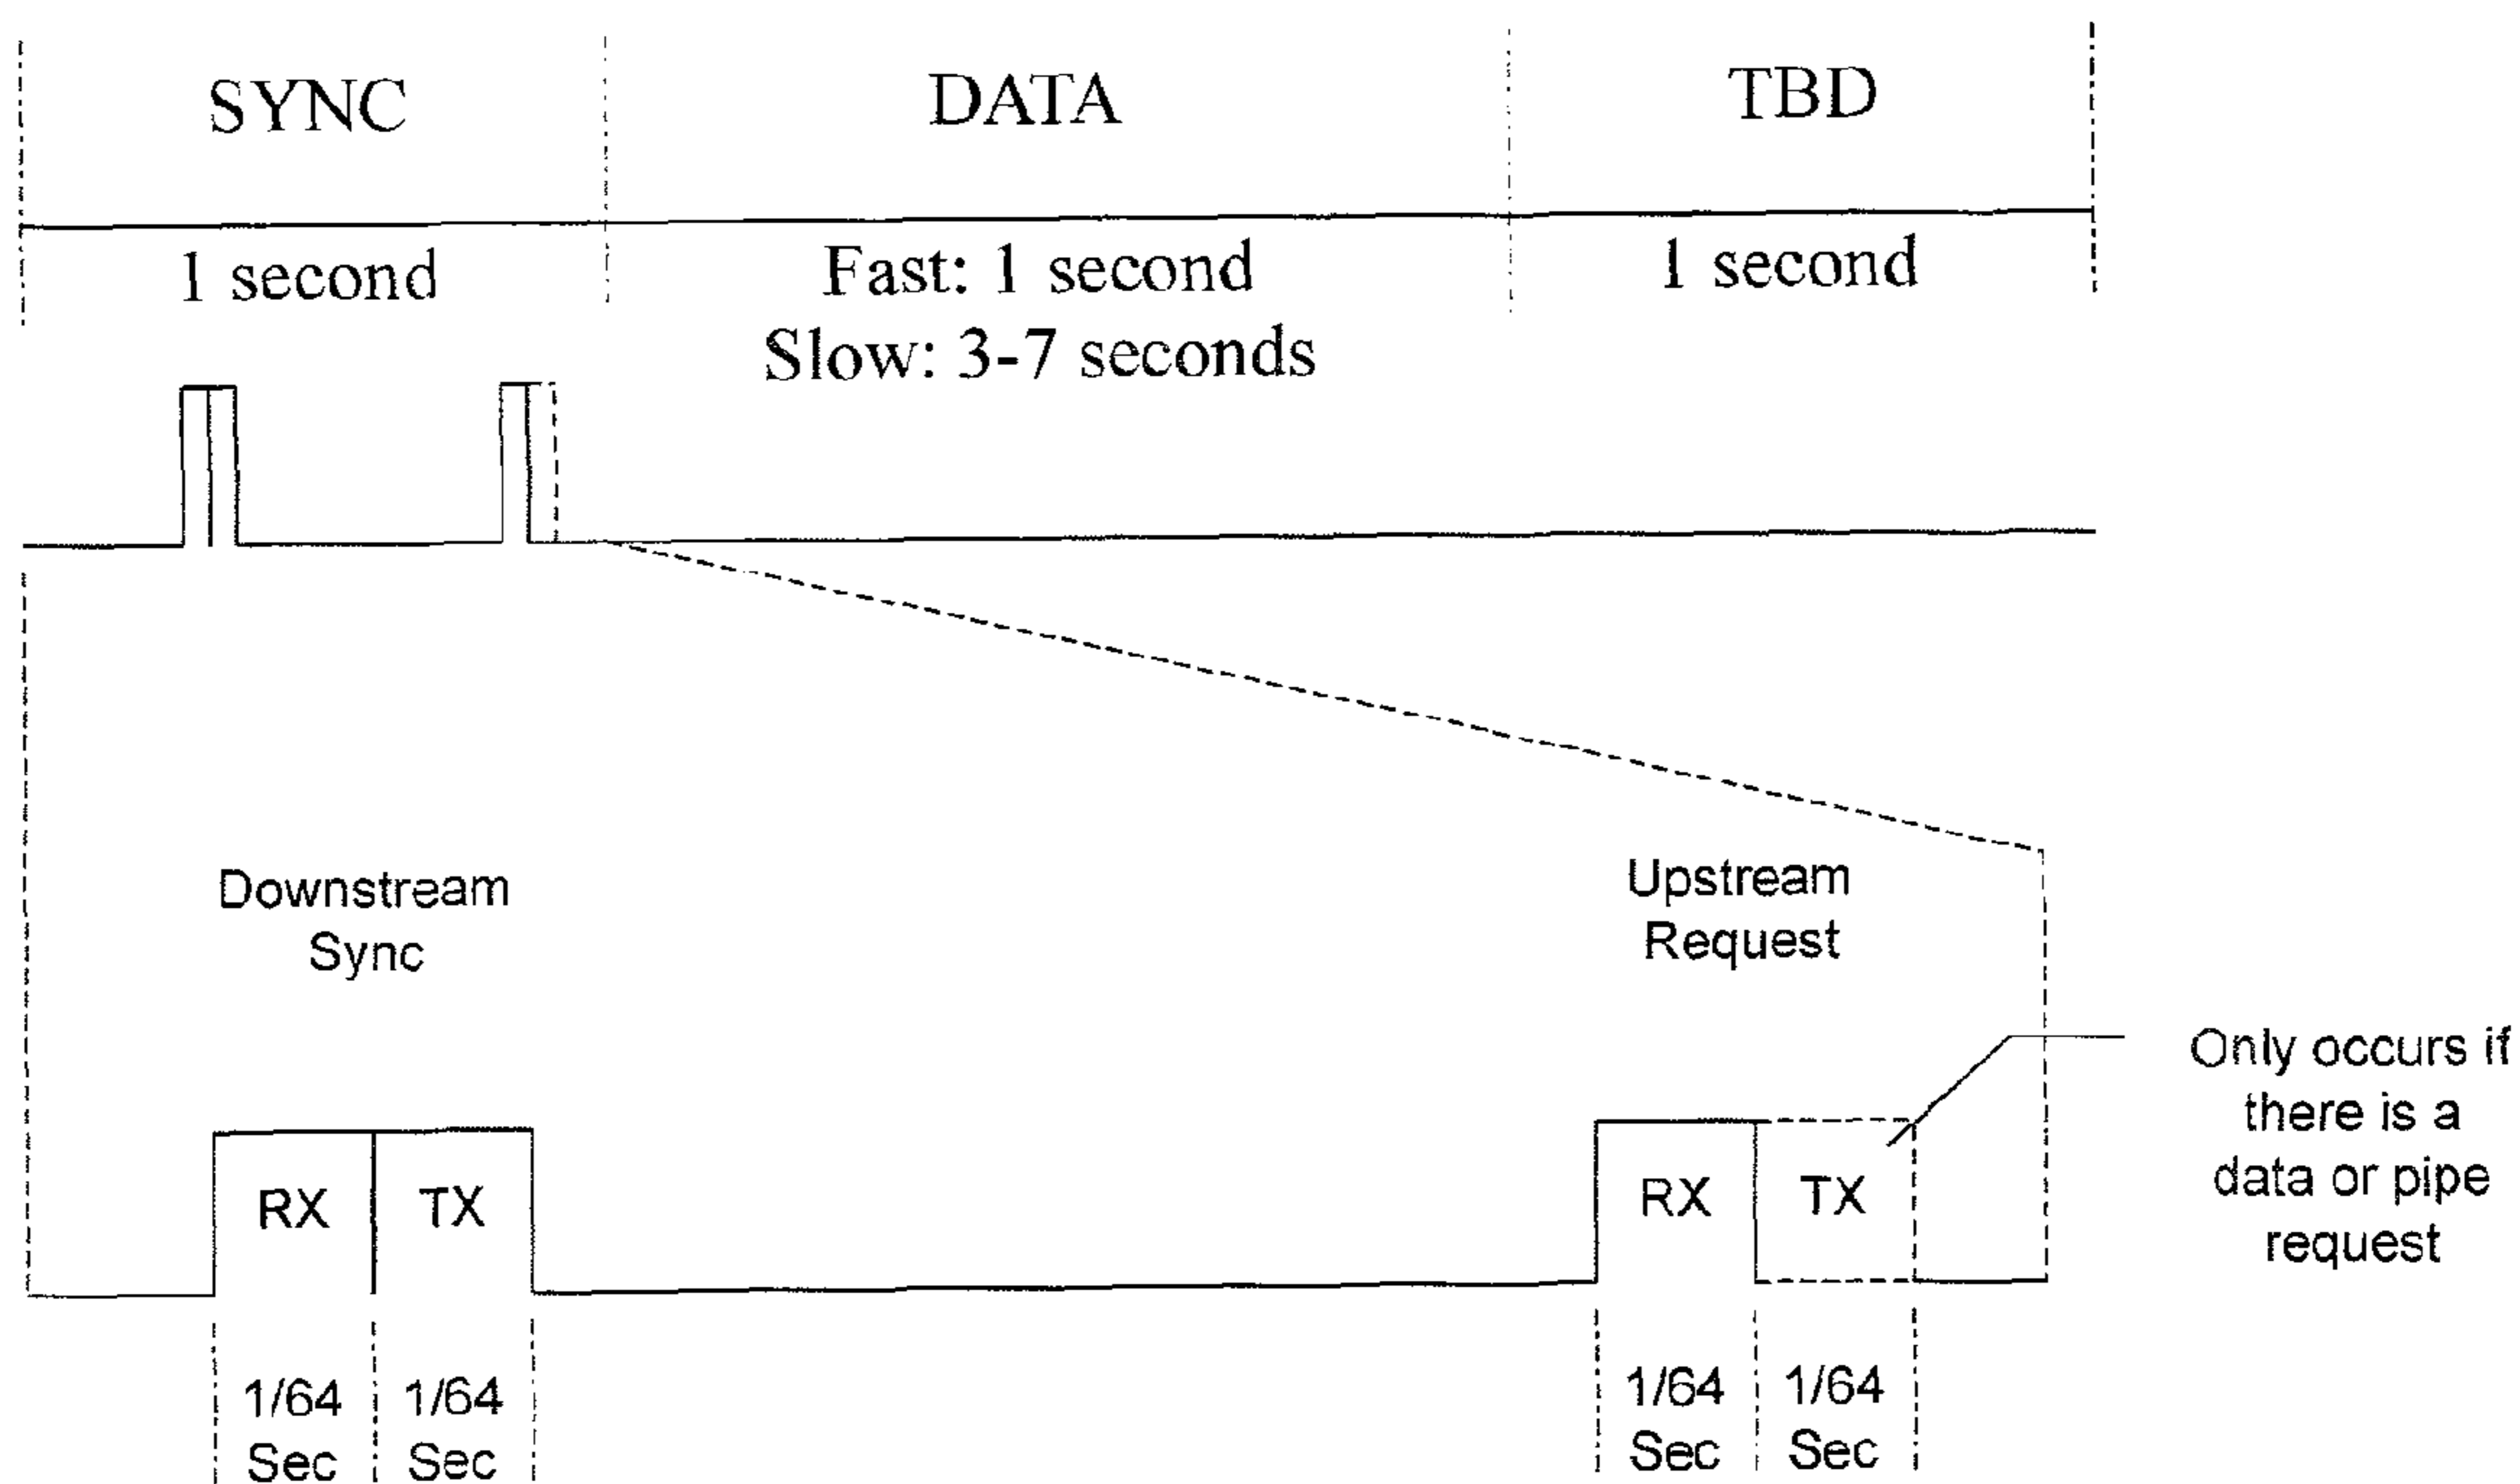 SYNC
DATA
TBD
1 second
Fast: 1 second
Slow: 3-7 seconds
1 second
Downstream
Sync
Upstream
Request
Only occurs if
there is a
data or pipe
request
RX
TX
RX
TX
1/64
Sec
1/64
Sec
1/64
Sec
1/64
Sec